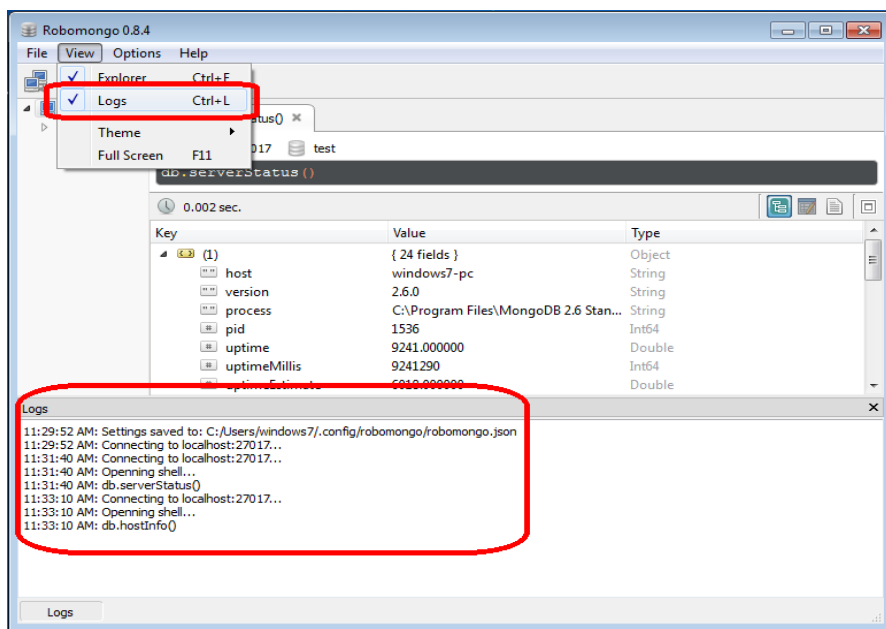 Robomongo 0.8.4
File View Options Help
Explorer
Logs Ctrl+L
Theme
Full Screen F11
tus()
017 test
db.serverStatus()
0.002 sec.
Key Value Type
(1) { 24 fields } Object
host windows7-pc String
version 2.6.0 String
process C:\Program Files\MongoDB 2.6 Stan... String
pid 1536 Int64
uptime 9241.000000 Double
uptimeMillis 9241290 Int64
uptimeEstimate Double
Logs
11:29:52 AM: Settings saved to: C:/Users/windows7/.config/robomongo/robomongo.json
11:29:52 AM: Connecting to localhost:27017...
11:31:40 AM: Connecting to localhost:27017...
11:31:40 AM: Openning shell...
11:31:40 AM: db.serverStatus()
11:33:10 AM: Connecting to localhost:27017...
11:33:10 AM: Openning shell...
11:33:10 AM: db.hostInfo()
Logs